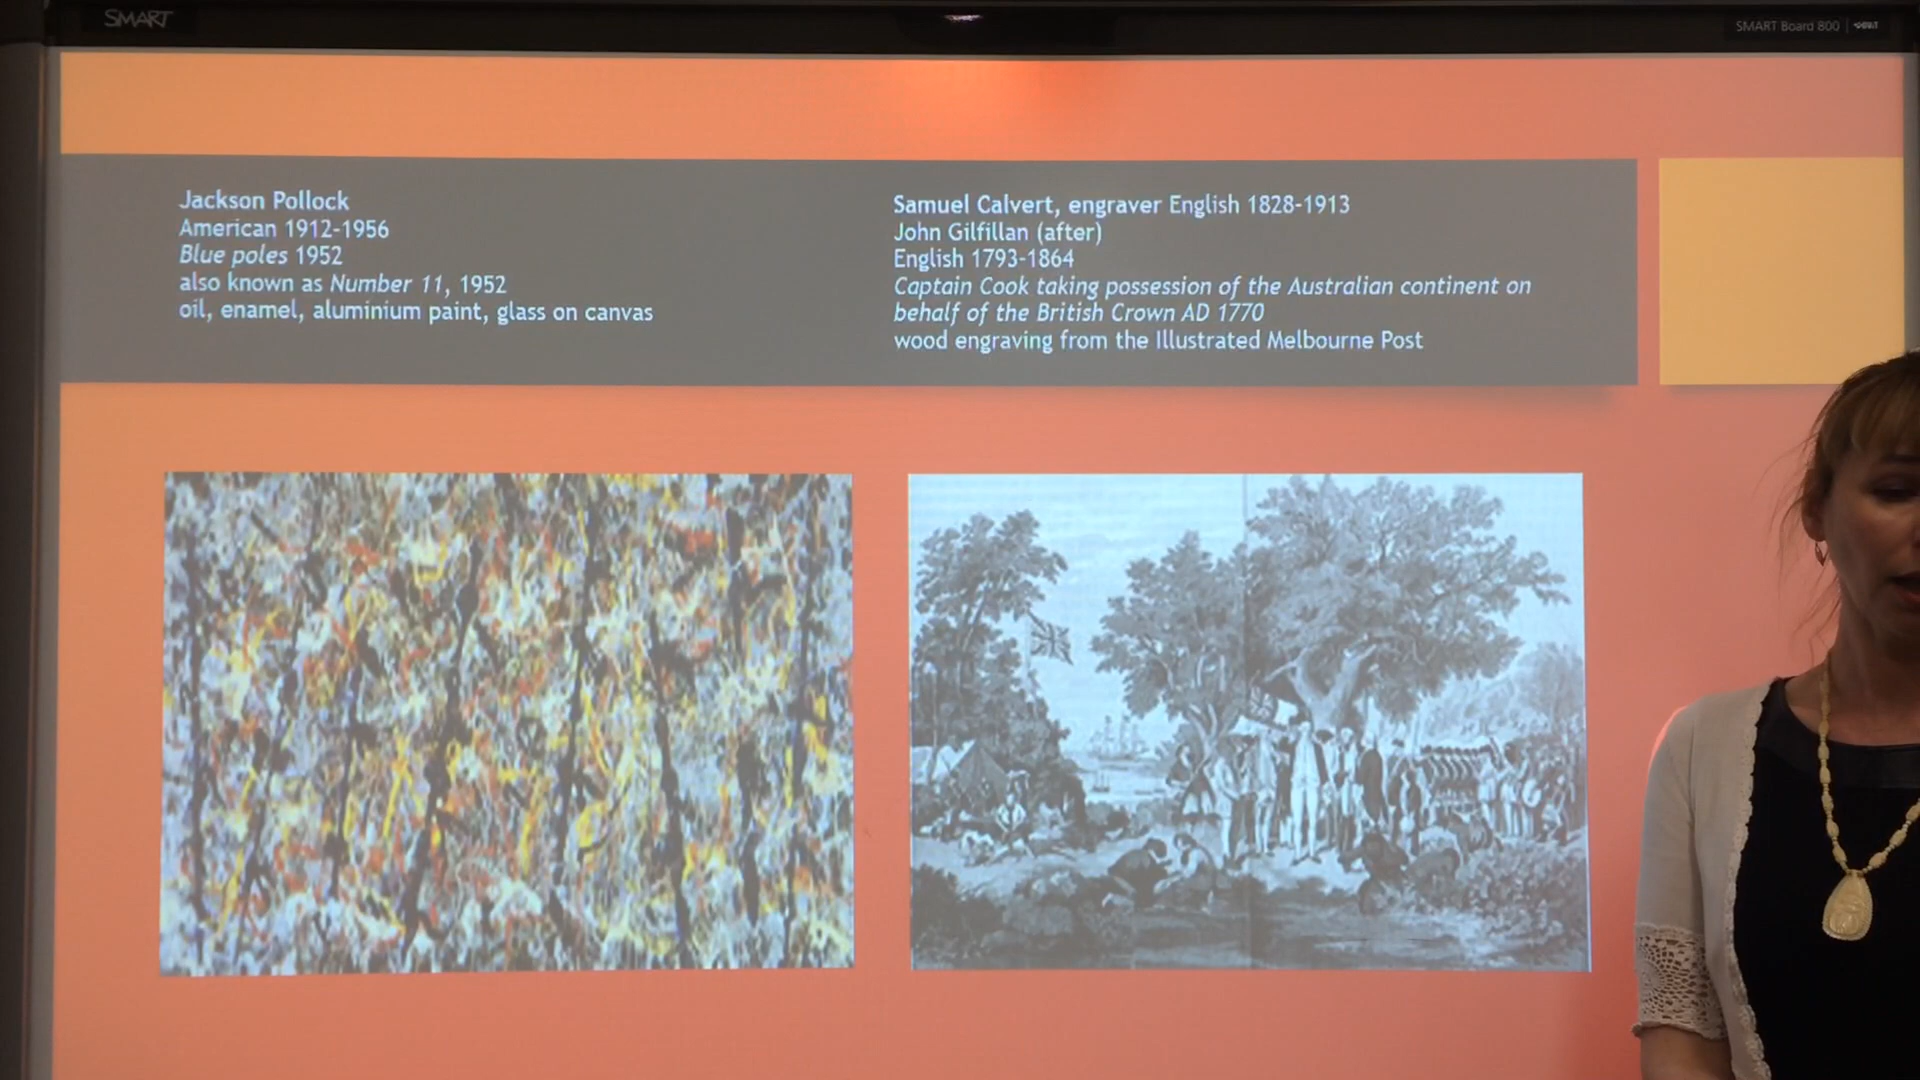 SMART
SMART Board 800
Jackson Pollock
American 1912-1956
Blue poles 1952
also known as Number 11, 1952
oil, enamel, aluminium paint, glass on canvas
Samuel Calvert, engraver English 1828-1913
John Gilfillan (after)
English 1793-1864
Captain Cook taking possession of the Australian continent on
behalf of the British Crown AD 1770
wood engraving from the Illustrated Melbourne Post